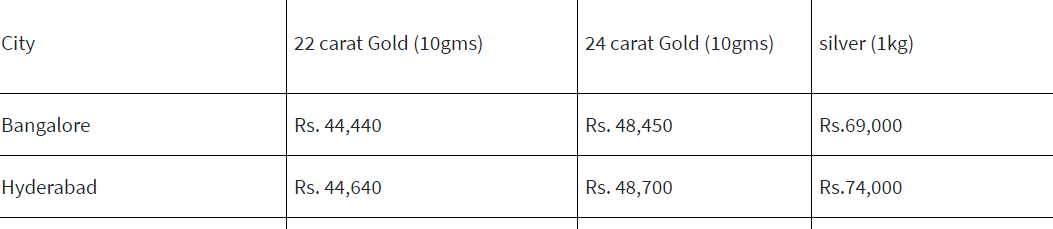 City 22 carat Gold (10gms) 24 carat Gold (10gms) silver (1kg)
Bangalore Rs. 44,440 Rs. 48,450 Rs.69,000
Hyderabad Rs. 44,640 Rs. 48,700 Rs.74,000